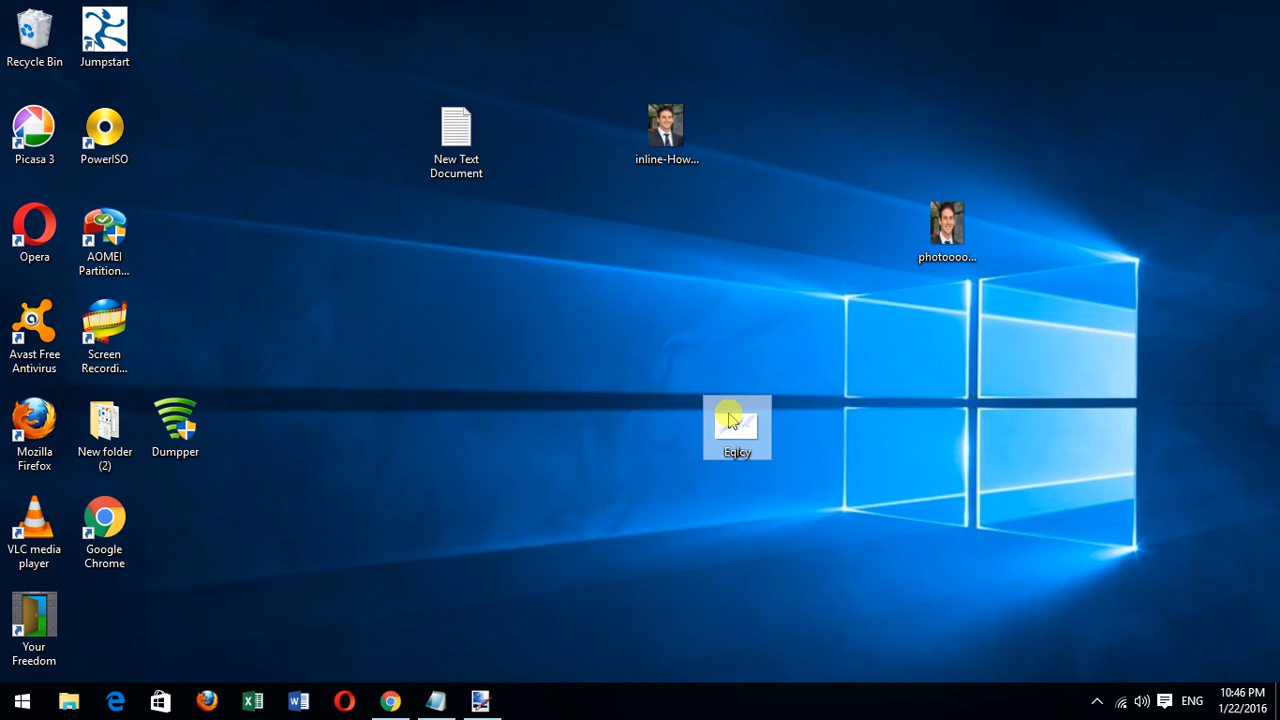 Recycle Bin
Jumpstart
Picasa 3
PowerISO
New Text
Document
inline-How...
Opera
AOMEI
Partition...
photoooo...
Avast Free
Antivirus
Screen
Recordi...
Mozilla
Firefox
New folder
(2)
Dumpper
Eqicy
VLC media
player
Google
Chrome
Your
Freedom
ENG
10:46 PM
1/22/2016